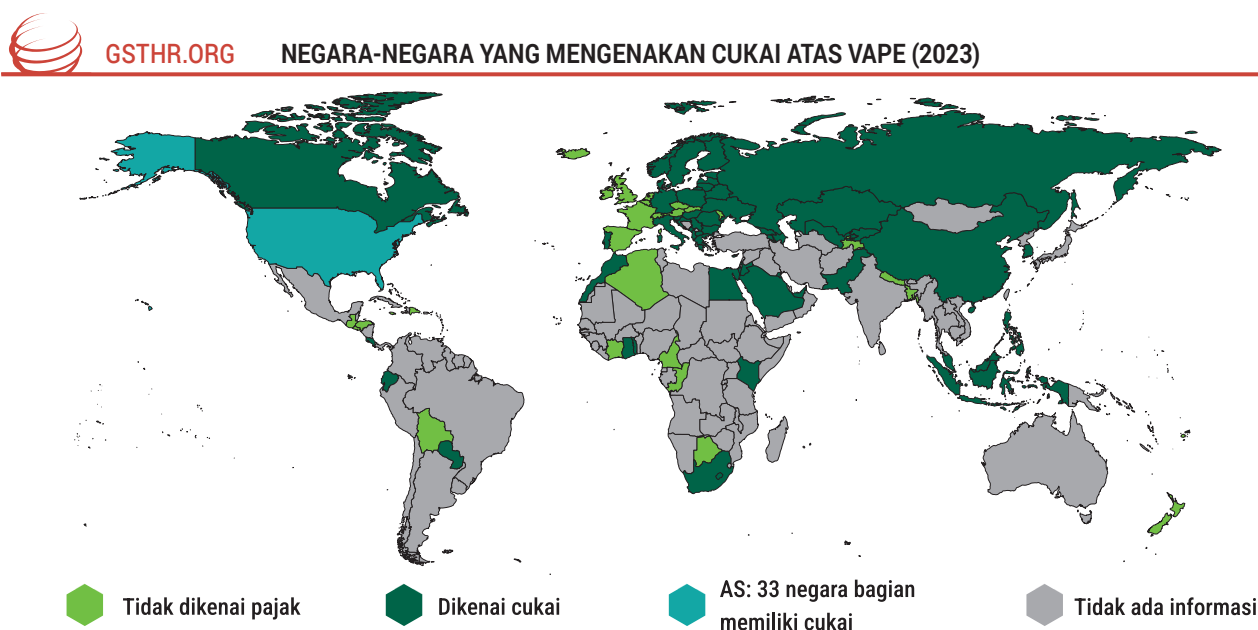 GSTHR.ORG NEGARA-NEGARA YANG MENGENAKAN CUKAI ATAS VAPE (2023)
Tidak dikenai pajak
Dikenai cukai
AS: 33 negara bagian
memiliki cukai
Tidak ada informasi